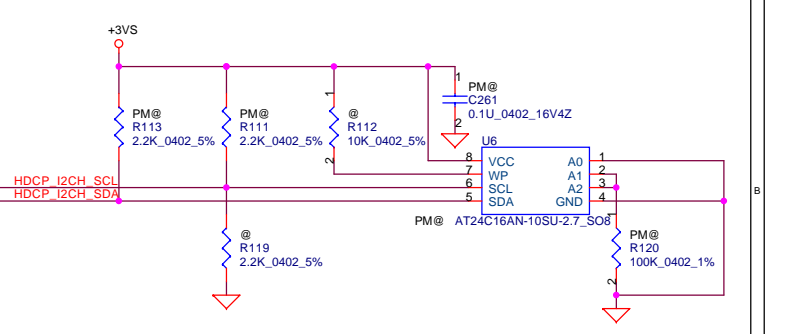 +3VS
1
PM@
C261
0.1U_0402_16V4Z
2
PM@
R113
2.2K_0402_5%
PM@
R111
2.2K_0402_5%
1
@
R112
10K_0402_5%
2
U6
8 VCC A0 1
7 WP A1 2
6 SCL A2 3
5 SDA GND 4
HDCP_I2CH_SCL
HDCP_I2CH_SDA
PM@ AT24C16AN-10SU-2.7_SO8
@
R119
2.2K_0402_5%
1
PM@
R120
100K_0402_1%
2
B